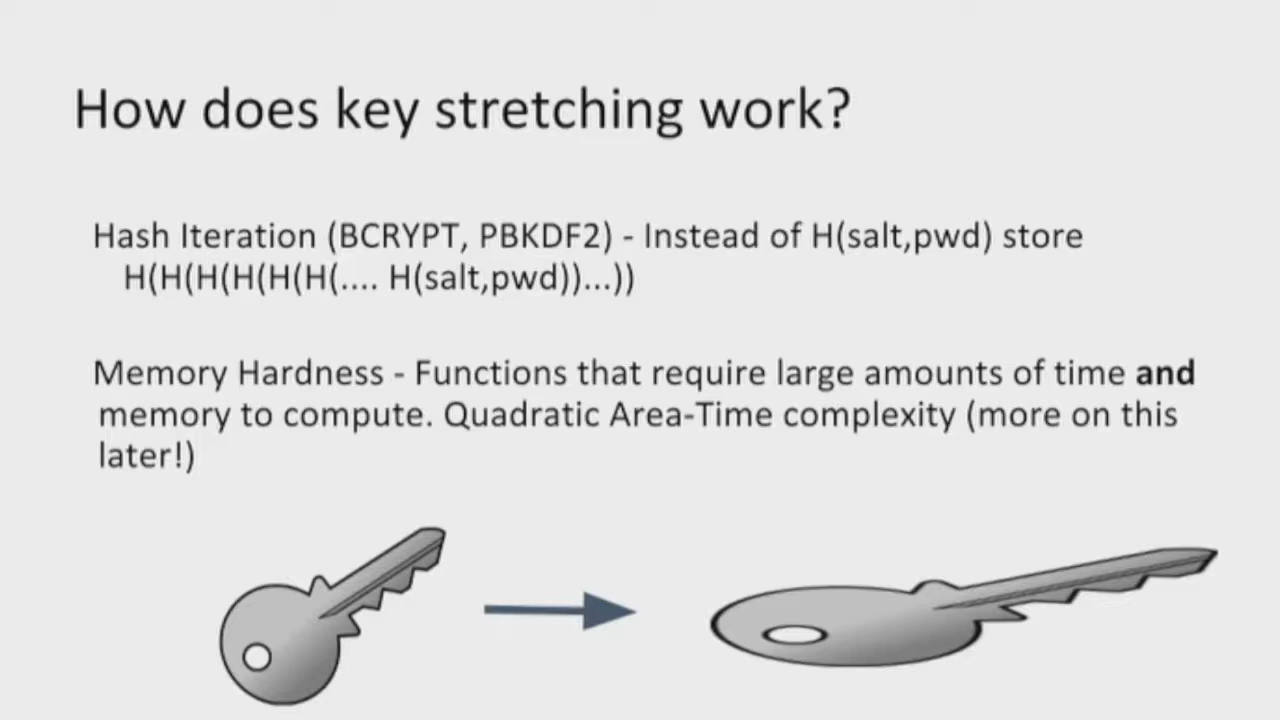 How does key stretching work?
Hash Iteration (BCRYPT, PBKDF2) - Instead of H(salt,pwd) store
H(H(H(H(H(H(.... H(salt,pwd))...))
Memory Hardness - Functions that require large amounts of time and
memory to compute. Quadratic Area-Time complexity (more on this
later!)